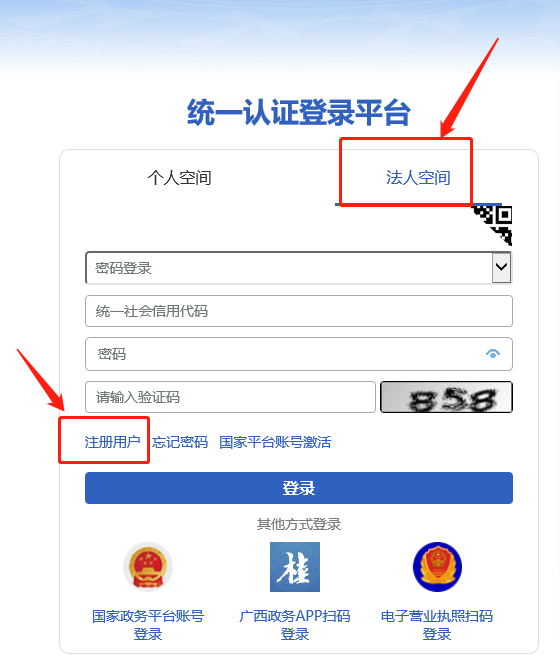 统一认证登录平台
个人空间
法人空间
密码登录
统一社会信用代码
密码
请输入验证码
858
注册用户 忘记密码 国家平台账号激活
登录
其他方式登录
桂
国家政务平台账号
登录
广西政务APP扫码
登录
电子营业执照扫码
登录